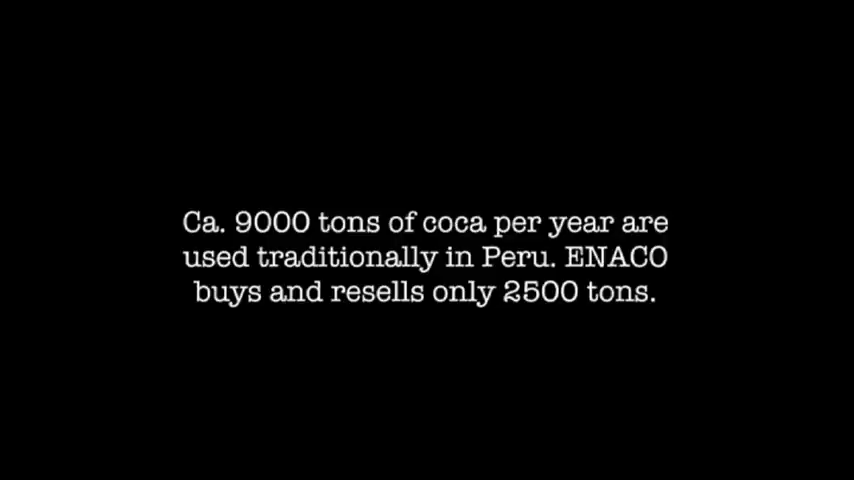 Ca. 9000 tons of coca per year are
used traditionally in Peru. ENACO
buys and resells only 2500 tons.